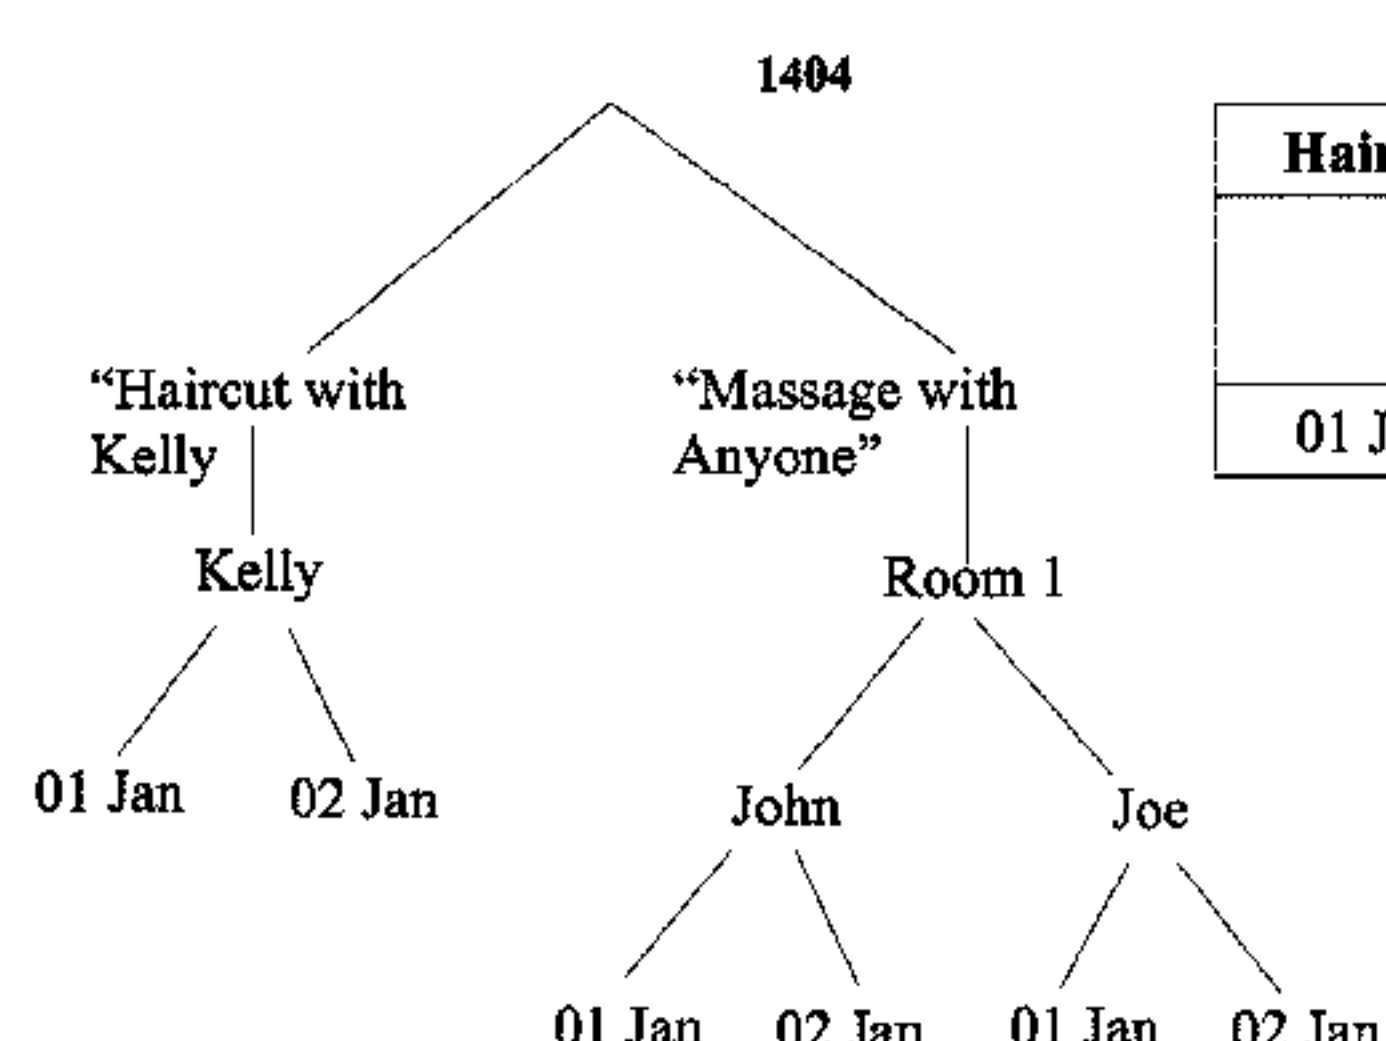 1404
“Haircut with
Kelly
“Massage with
Anyone”
Kelly
Room 1
01 Jan
02 Jan
John
Joe
01 Jan
02 Jan
01 Jan
02 Jan
01